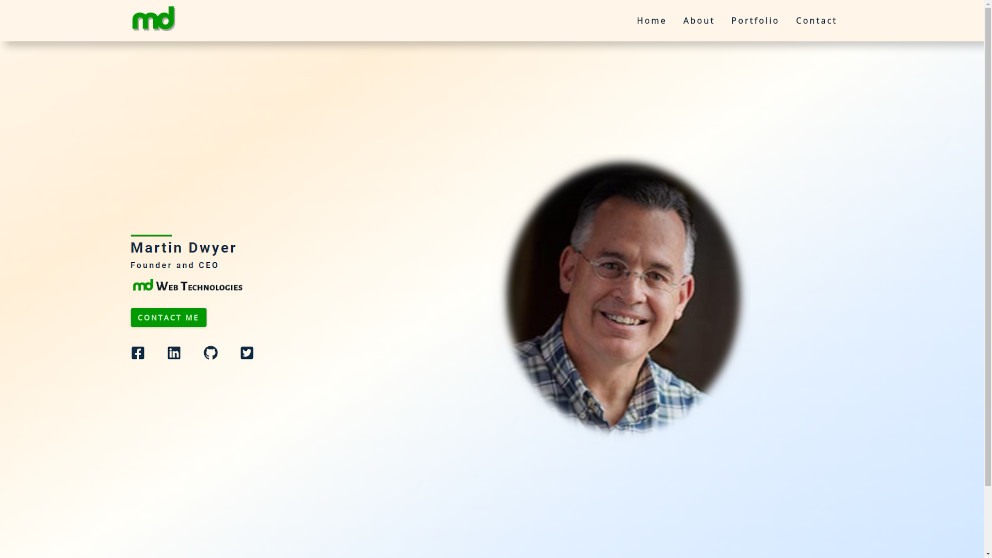 md
Home About Portfolio Contact
Martin Dwyer
Founder and CEO
md Web Technologies
CONTACT ME